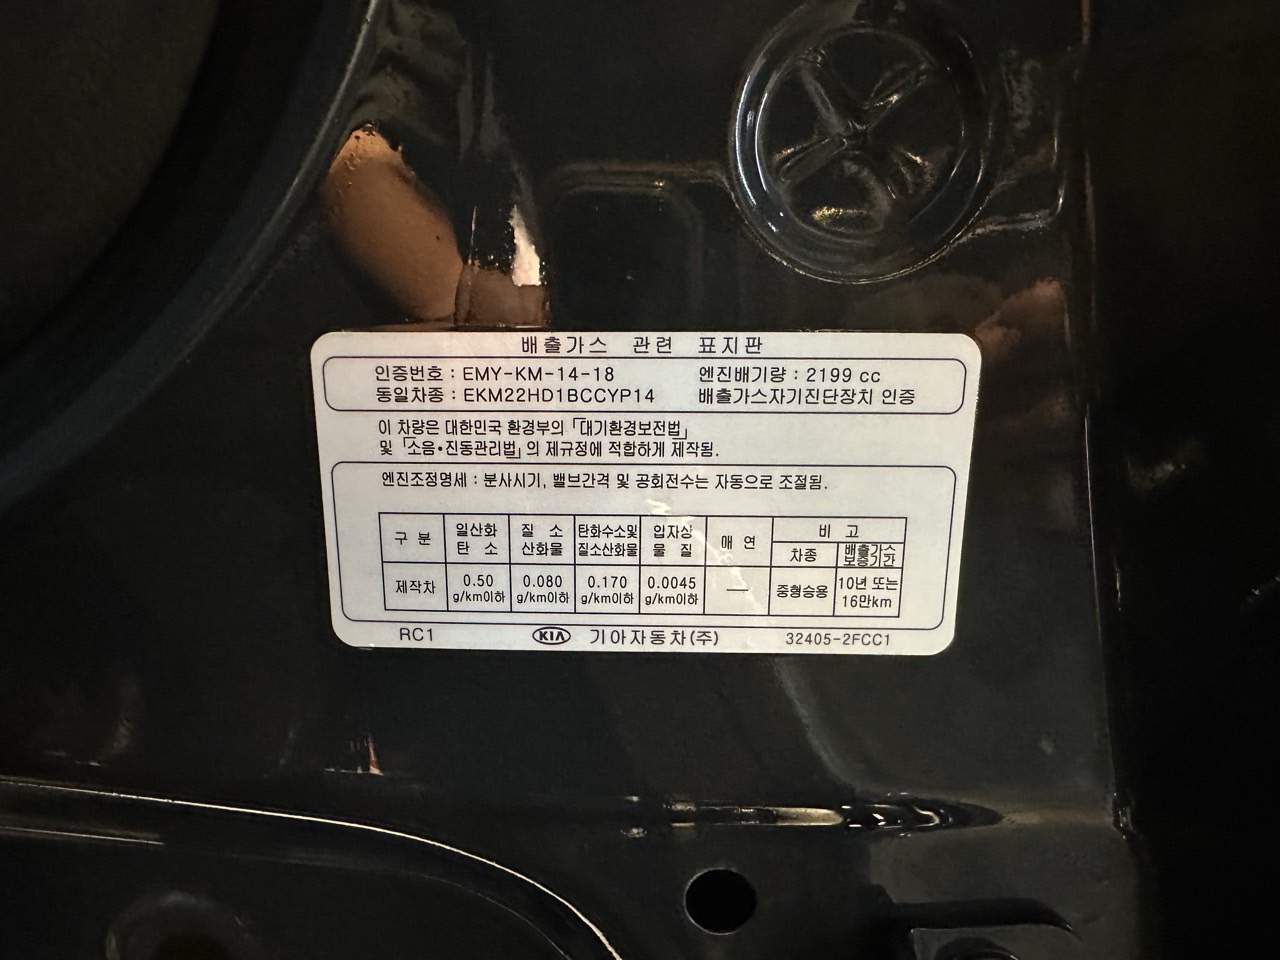 배출가스 관련 표지판
인증번호 : EMY-KM-14-18 엔진배기량 : 2199 cc
동일차종 : EKM22HD1BCCYP14 배출가스자기진단장치 인증
이 차량은 대한민국 환경부의 「대기환경보전법」
및 「소음·진동관리법」의 제규정에 적합하게 제작됨.
엔진조정명세 : 분사시기, 밸브간격 및 공회전수는 자동으로 조절됨.
구 분 일산화탄 소 질 소산화물 탄화수소및질소산화물 입자상물 질 매 연 비 고
차종 배출가스보증기간
제작차 0.50 0.080 0.170 0.0045 — 중형승용 10년 또는
g/km이하 g/km이하 g/km이하 g/km이하 16만km
RC1 KIA 기아자동차(주) 32405-2FCC1